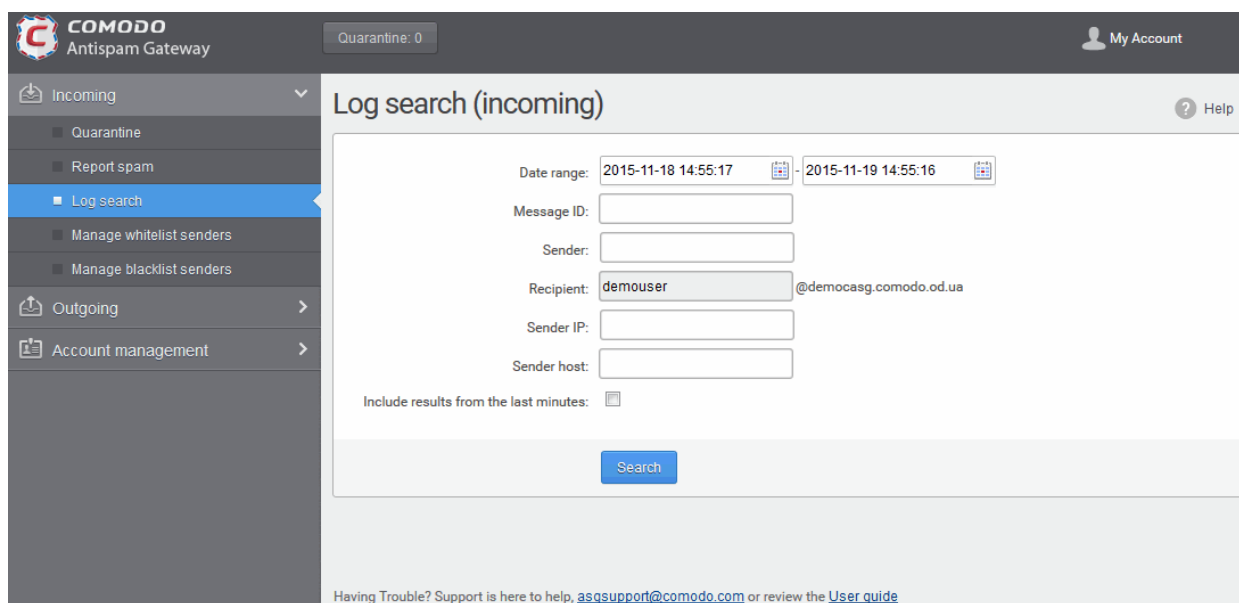 COMODO
Antispam Gateway
Quarantine: 0
My Account
Incoming
Quarantine
Report spam
Log search
Manage whitelist senders
Manage blacklist senders
Outgoing
Account management
Log search (incoming)
Help
Date range: 2015-11-18 14:55:17 - 2015-11-19 14:55:16
Message ID:
Sender:
Recipient: demouser @democasg.comodo.od.ua
Sender IP:
Sender host:
Include results from the last minutes:
Search
Having Trouble? Support is here to help, asgsupport@comodo.com or review the User guide